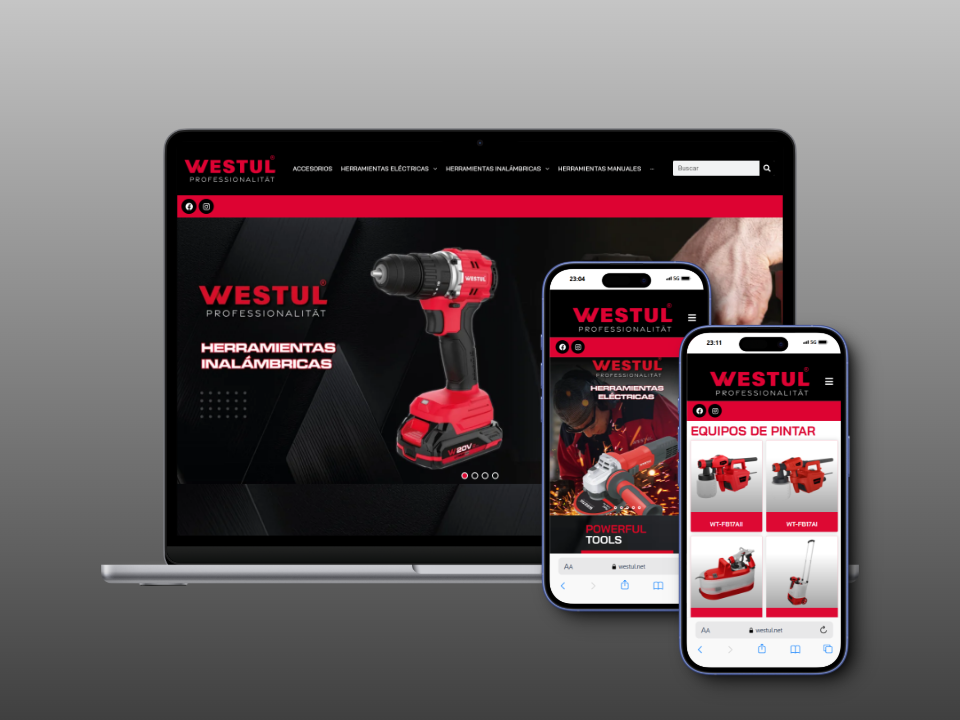 WESTUL®
PROFESSIONALITÄT
ACCESORIOS
HERRAMIENTAS ELÉCTRICAS
HERRAMIENTAS INALÁMBRICAS
HERRAMIENTAS MANUALES
Buscar
WESTUL®
PROFESSIONALITÄT
HERRAMIENTAS
INALÁMBRICAS
WESTUL
20V
23:04
5G
WESTUL®
PROFESSIONALITÄT
WESTUL
PROFESSIONALITÄT
HERRAMIENTAS
ELÉCTRICAS
POWERFUL
TOOLS
AA
westul.net
23:11
5G
WESTUL®
PROFESSIONALITÄT
EQUIPOS DE PINTAR
WT-FB17AII
WT-FB17AI
AA
westul.net